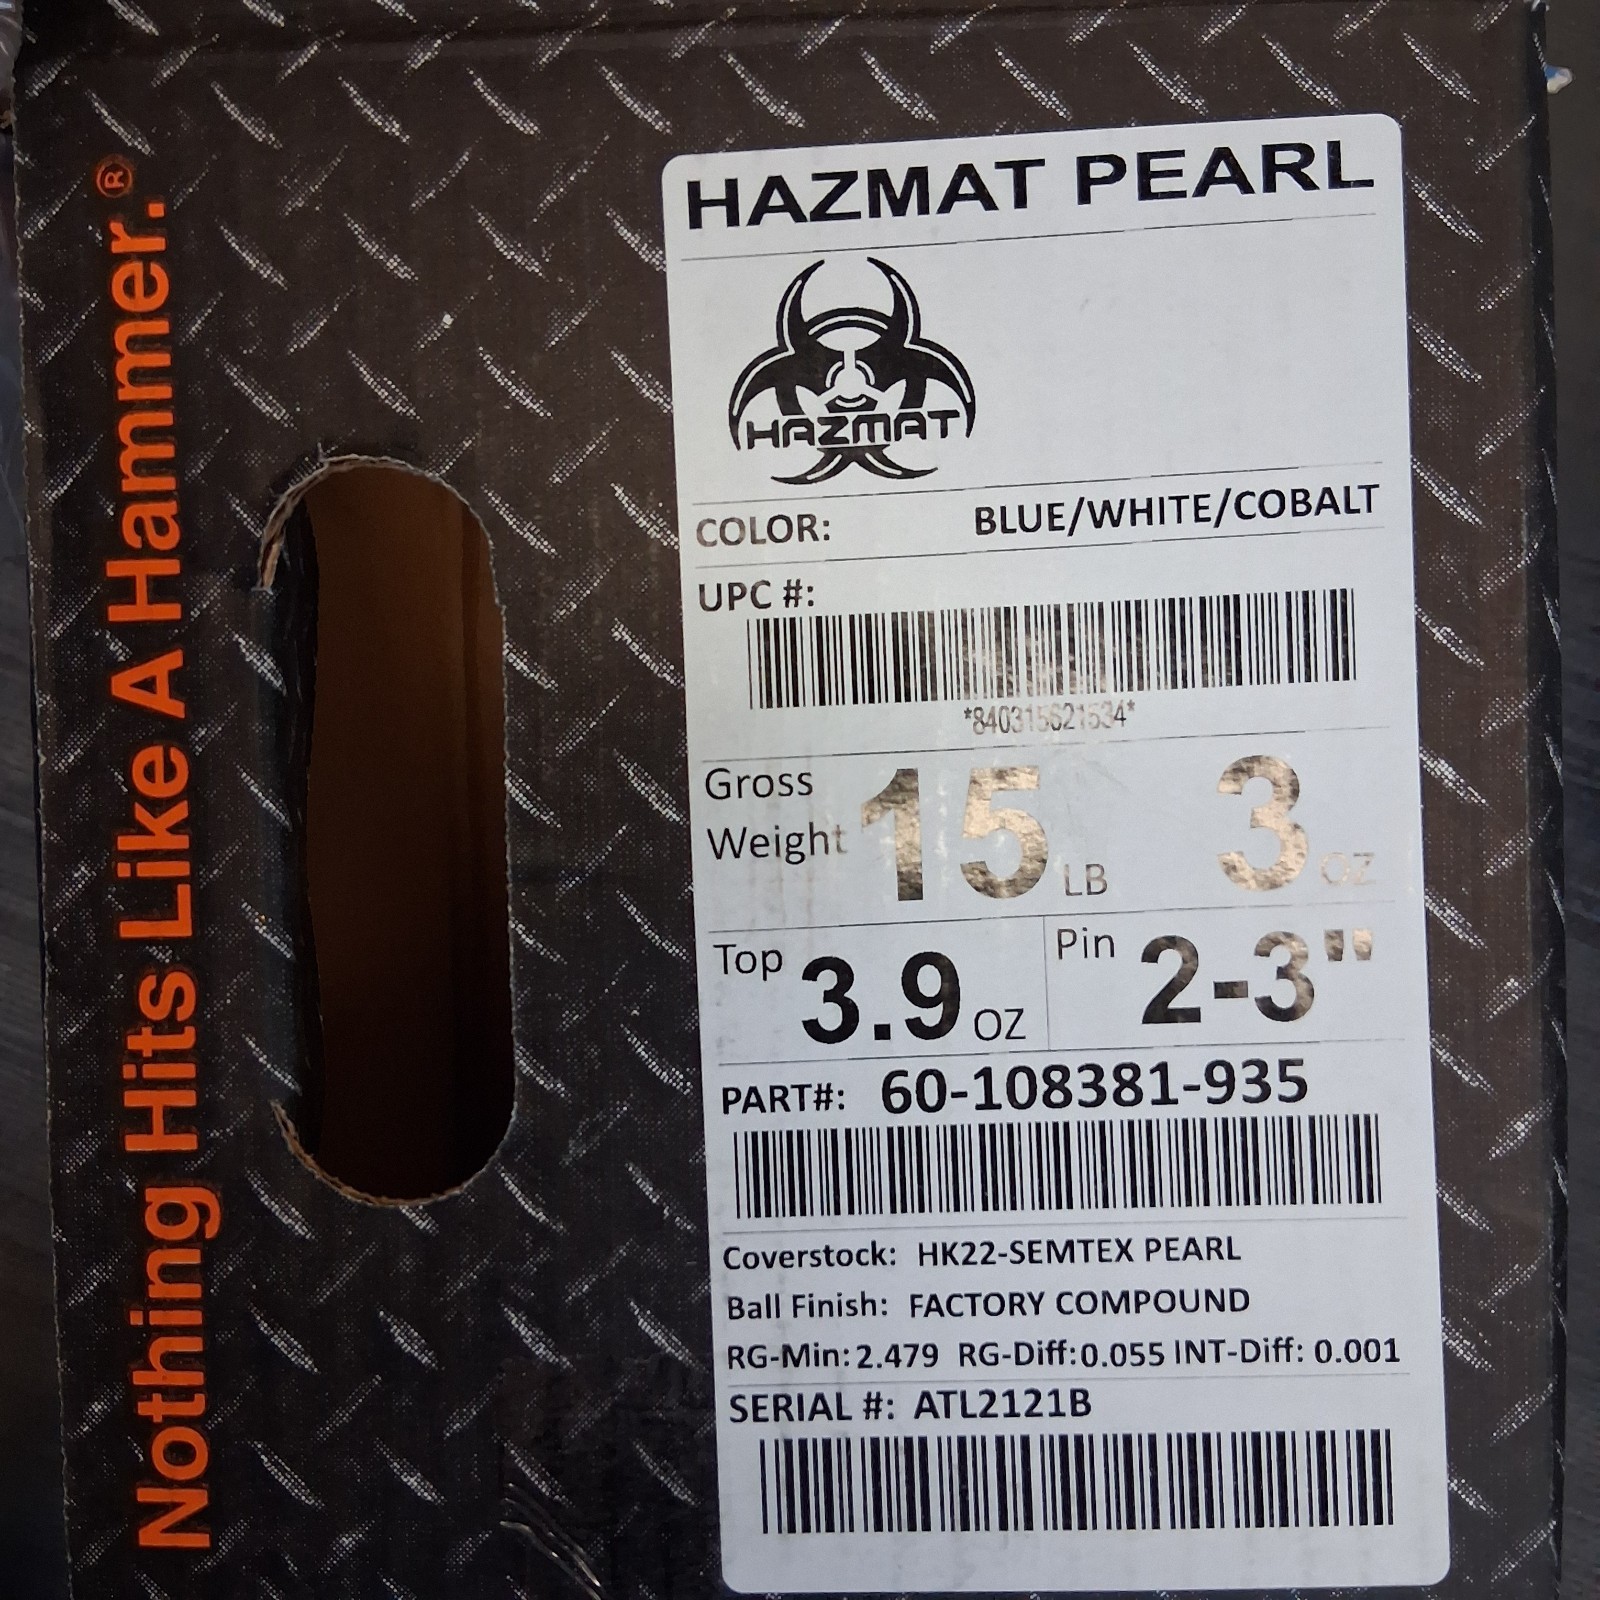 Nothing Hits Like A Hammer.®
HAZMAT PEARL
HAZMAT
COLOR: BLUE/WHITE/COBALT
UPC #:
*840315621534*
Gross Weight 15 LB 3 OZ
Top 3.9 OZ Pin 2-3"
PART#: 60-108381-935
Coverstock: HK22-SEMTEX PEARL
Ball Finish: FACTORY COMPOUND
RG-Min: 2.479 RG-Diff: 0.055 INT-Diff: 0.001
SERIAL #: ATL2121B